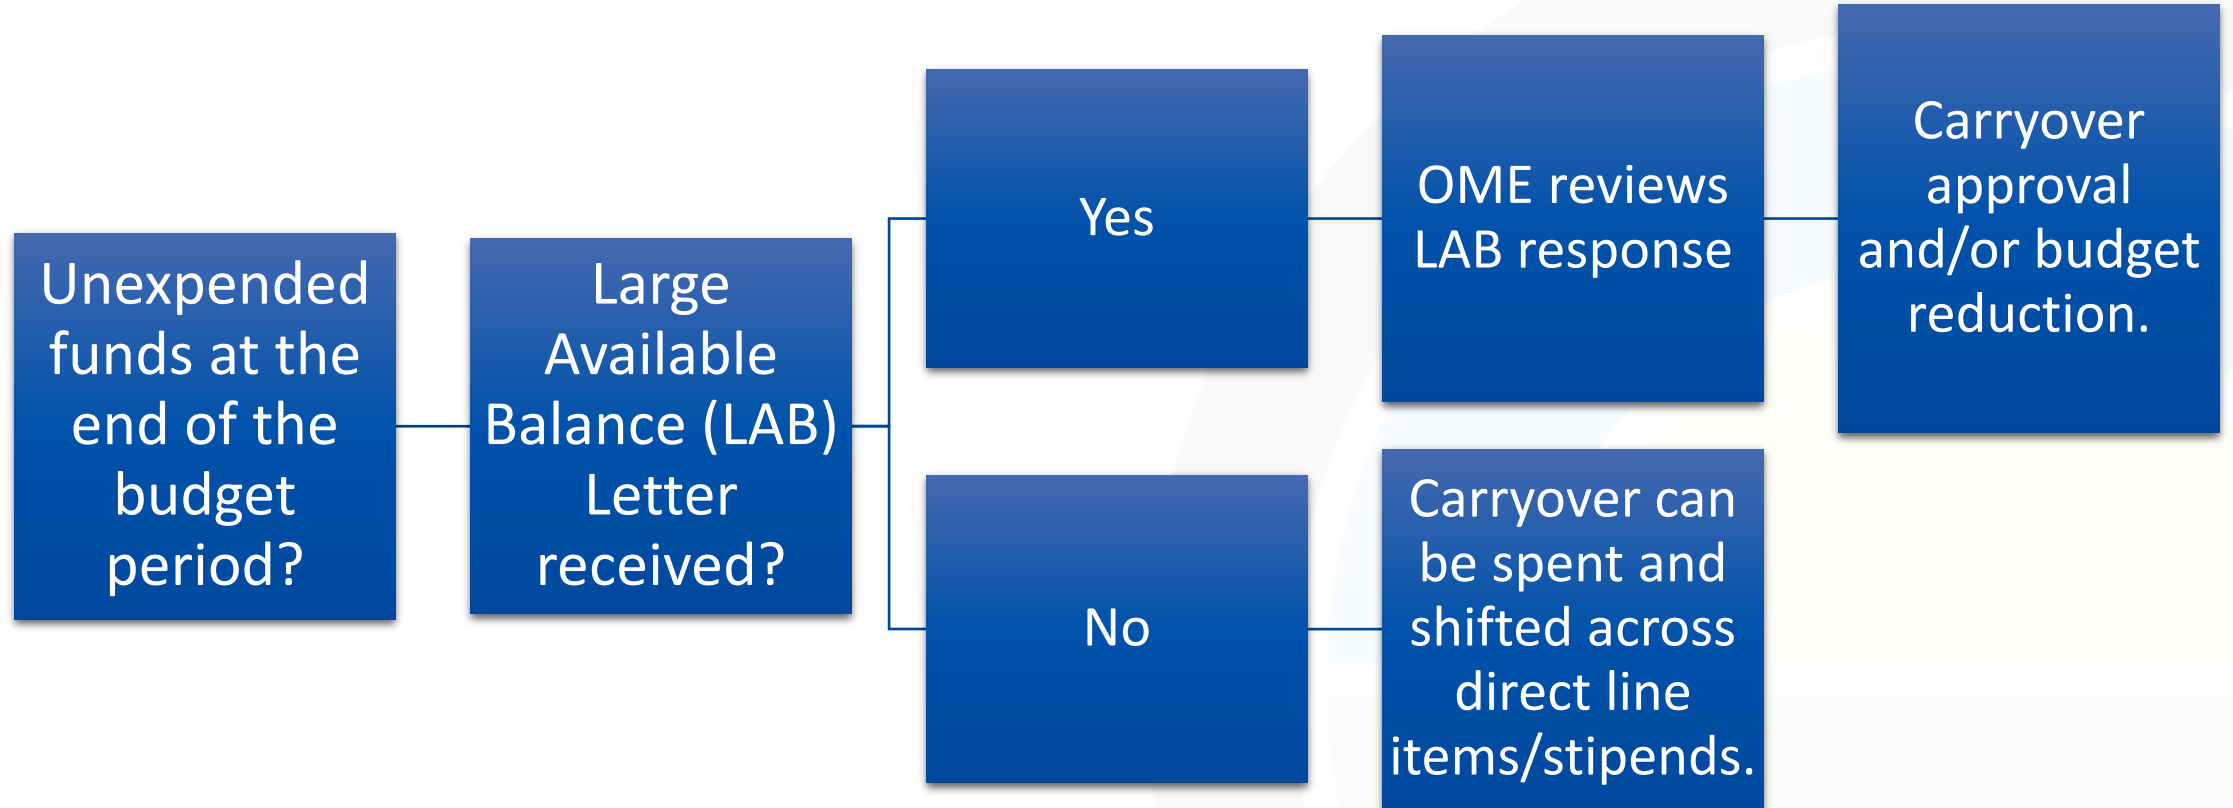 Unexpended
funds at the
end of the
budget
period?
Large
Available
Balance (LAB)
Letter
received?
Yes
OME reviews
LAB response
Carryover
approval
and/or budget
reduction.
No
Carryover can
be spent and
shifted across
direct line
items/stipends.